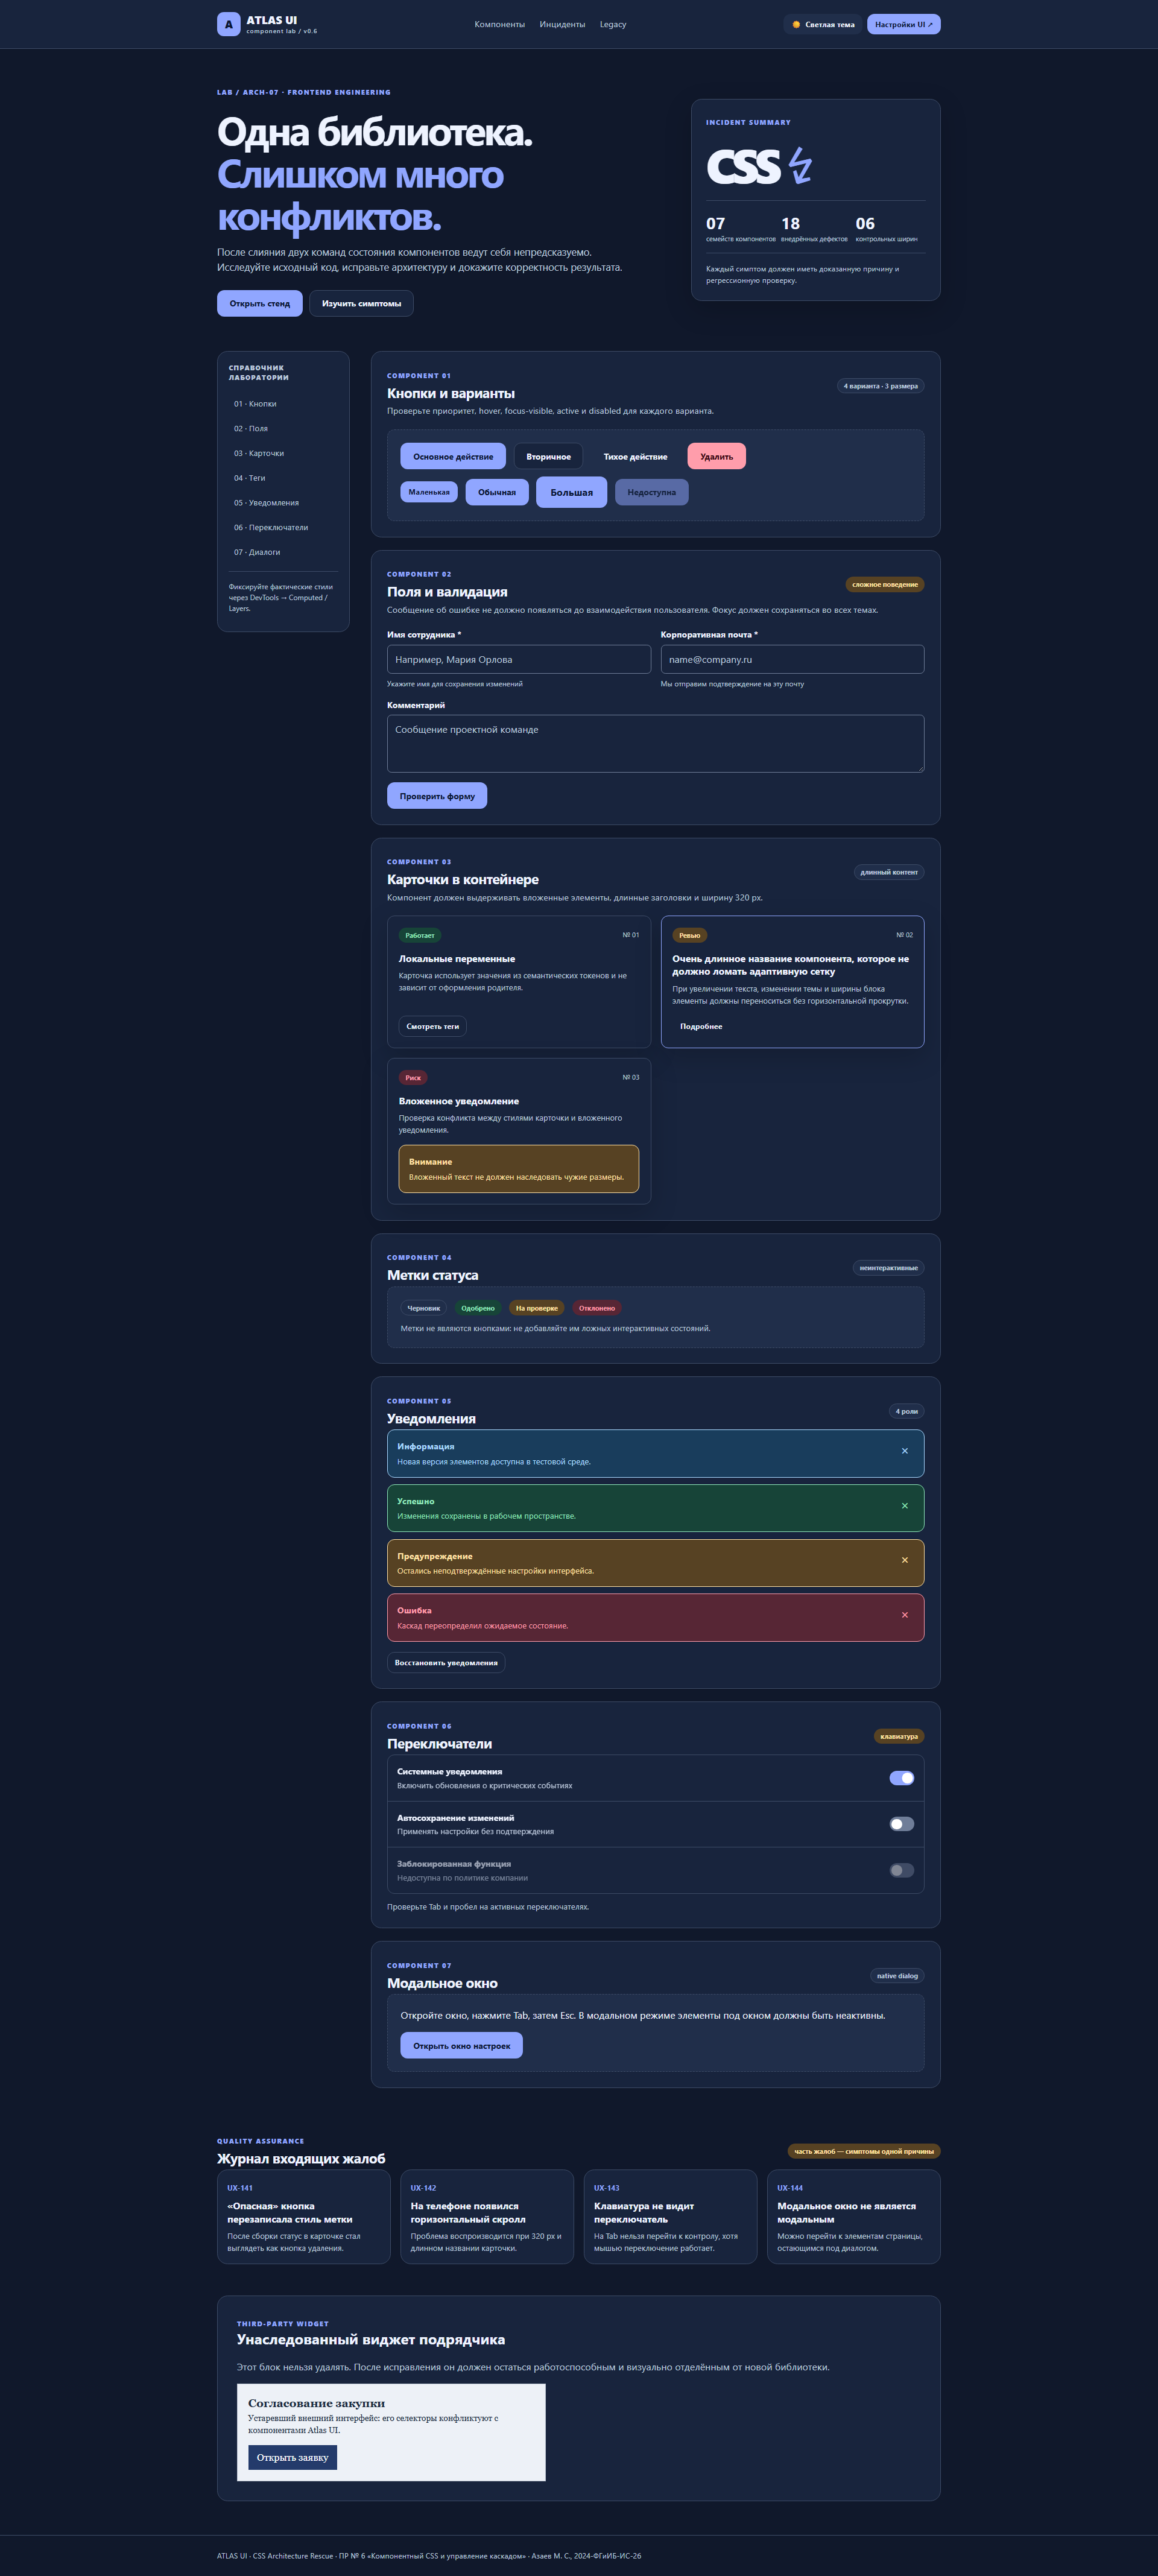 A
ATLAS UI
component lab / v0.6
Компоненты
Инциденты
Legacy
Светлая тема
Настройки UI ↗
LAB / ARCH-07 · FRONTEND ENGINEERING
Одна библиотека.
Слишком много
конфликтов.
После слияния двух команд состояния компонентов ведут себя непредсказуемо.
Исследуйте исходный код, исправьте архитектуру и докажите корректность результата.
Открыть стенд
Изучить симптомы
INCIDENT SUMMARY
CSS↯
07
18
06
семейств компонентов
внедрённых дефектов
контрольных ширин
Каждый симптом должен иметь доказанную причину и
регрессионную проверку.
СПРАВОЧНИК
ЛАБОРАТОРИИ
01 · Кнопки
02 · Поля
03 · Карточки
04 · Теги
05 · Уведомления
06 · Переключатели
07 · Диалоги
Фиксируйте фактические стили
через DevTools → Computed /
Layers.
COMPONENT 01
Кнопки и варианты
4 варианта · 3 размера
Проверьте приоритет, hover, focus-visible, active и disabled для каждого варианта.
Основное действие
Вторичное
Тихое действие
Удалить
Маленькая
Обычная
Большая
Недоступна
COMPONENT 02
Поля и валидация
сложное поведение
Сообщение об ошибке не должно появляться до взаимодействия пользователя. Фокус должен сохраняться во всех темах.
Имя сотрудника *
Корпоративная почта *
Например, Мария Орлова
name@company.ru
Укажите имя для сохранения изменений
Мы отправим подтверждение на эту почту
Комментарий
Сообщение проектной команде
Проверить форму
COMPONENT 03
Карточки в контейнере
длинный контент
Компонент должен выдерживать вложенные элементы, длинные заголовки и ширину 320 px.
Работает
№ 01
Локальные переменные
Карточка использует значения из семантических токенов и не
зависит от оформления родителя.
Смотреть теги
Ревью
№ 02
Очень длинное название компонента, которое не
должно ломать адаптивную сетку
При увеличении текста, изменении темы и ширины блока
элементы должны переноситься без горизонтальной прокрутки.
Подробнее
Риск
№ 03
Вложенное уведомление
Проверка конфликта между стилями карточки и вложенного
уведомления.
Внимание
Вложенный текст не должен наследовать чужие размеры.
COMPONENT 04
Метки статуса
неинтерактивные
Черновик
Одобрено
На проверке
Отклонено
Метки не являются кнопками: не добавляйте им ложных интерактивных состояний.
COMPONENT 05
Уведомления
4 роли
Информация
Новая версия элементов доступна в тестовой среде.
×
Успешно
Изменения сохранены в рабочем пространстве.
×
Предупреждение
Остались неподтверждённые настройки интерфейса.
×
Ошибка
Каскад переопределил ожидаемое состояние.
×
Восстановить уведомления
COMPONENT 06
Переключатели
клавиатура
Системные уведомления
Включить обновления о критических событиях
Автосохранение изменений
Применять настройки без подтверждения
Заблокированная функция
Недоступна по политике компании
Проверьте Tab и пробел на активных переключателях.
COMPONENT 07
Модальное окно
native dialog
Откройте окно, нажмите Tab, затем Esc. В модальном режиме элементы под окном должны быть неактивны.
Открыть окно настроек
QUALITY ASSURANCE
Журнал входящих жалоб
часть жалоб — симптомы одной причины
UX-141
«Опасная» кнопка
перезаписала стиль метки
После сборки статус в карточке стал
выглядеть как кнопка удаления.
UX-142
На телефоне появился
горизонтальный скролл
Проблема воспроизводится при 320 px и
длинном названии карточки.
UX-143
Клавиатура не видит
переключатель
На Tab нельзя перейти к контролу, хотя
мышью переключение работает.
UX-144
Модальное окно не является
модальным
Можно перейти к элементам страницы,
остающимся под диалогом.
THIRD-PARTY WIDGET
Унаследованный виджет подрядчика
Этот блок нельзя удалять. После исправления он должен остаться работоспособным и визуально отделённым от новой библиотеки.
Согласование закупки
Устаревший внешний интерфейс: его селекторы конфликтуют с
компонентами Atlas UI.
Открыть заявку
ATLAS UI · CSS Architecture Rescue · ПР № 6 «Компонентный CSS и управление каскадом» · Азаев М. С., 2024-ФГиИБ-ИС-26